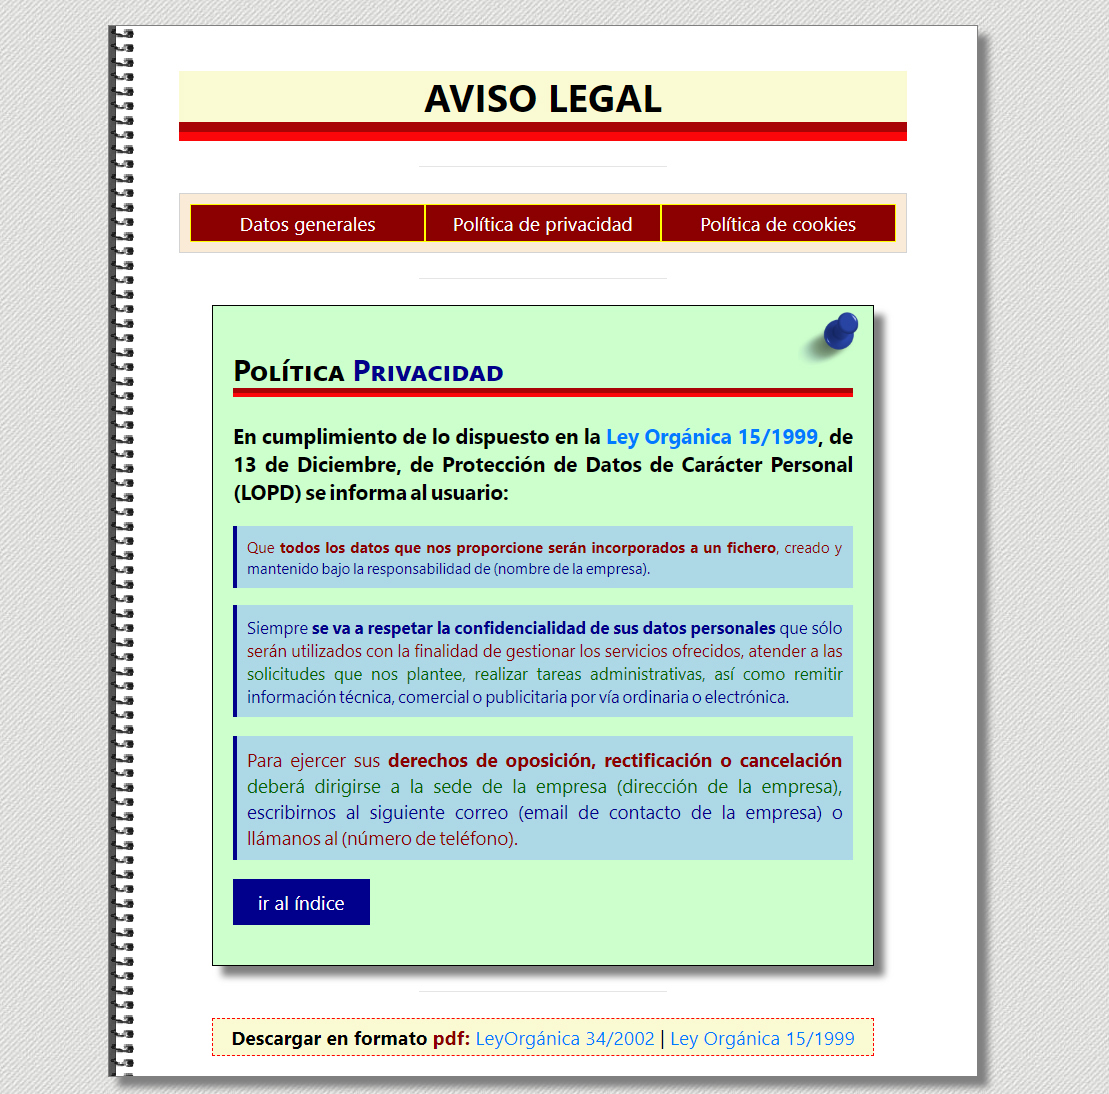 AVISO LEGAL
Datos generales
Política de privacidad
Política de cookies
Política Privacidad
En cumplimiento de lo dispuesto en la Ley Orgánica 15/1999, de
13 de Diciembre, de Protección de Datos de Carácter Personal
(LOPD) se informa al usuario:
Que todos los datos que nos proporcione serán incorporados a un fichero, creado y
mantenido bajo la responsabilidad de (nombre de la empresa).
Siempre se va a respetar la confidencialidad de sus datos personales que sólo
serán utilizados con la finalidad de gestionar los servicios ofrecidos, atender a las
solicitudes que nos plantee, realizar tareas administrativas, así como remitir
información técnica, comercial o publicitaria por vía ordinaria o electrónica.
Para ejercer sus derechos de oposición, rectificación o cancelación
deberá dirigirse a la sede de la empresa (dirección de la empresa),
escribirnos al siguiente correo (email de contacto de la empresa) o
llámanos al (número de teléfono).
ir al índice
Descargar en formato pdf: LeyOrgánica 34/2002 | Ley Orgánica 15/1999